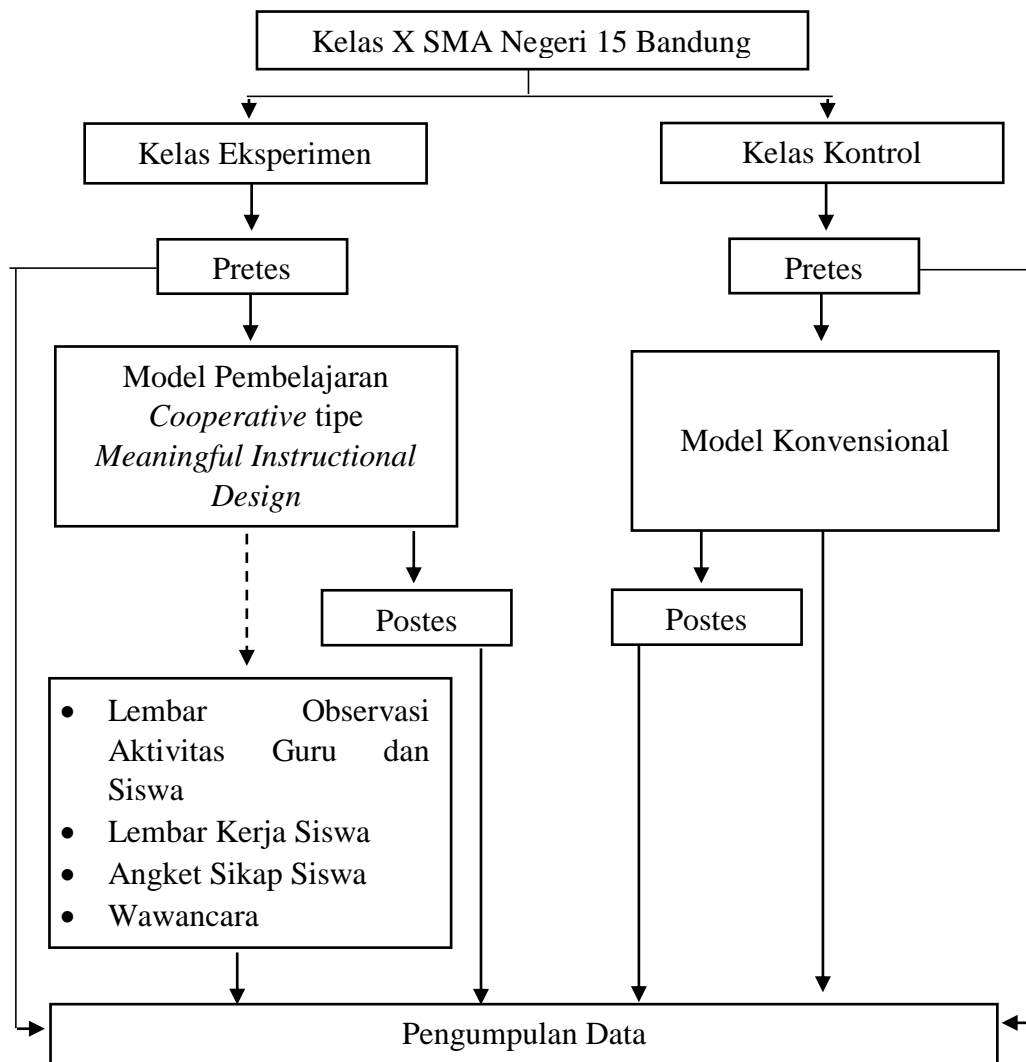 Kelas X SMA Negeri 15 Bandung
Kelas Eksperimen
Kelas Kontrol
Pretes
Pretes
Model Pembelajaran
Cooperative tipe
Meaningful Instructional
Design
Model Konvensional
Postes
Postes
• Lembar Observasi
Aktivitas Guru dan
Siswa
• Lembar Kerja Siswa
• Angket Sikap Siswa
• Wawancara
Pengumpulan Data